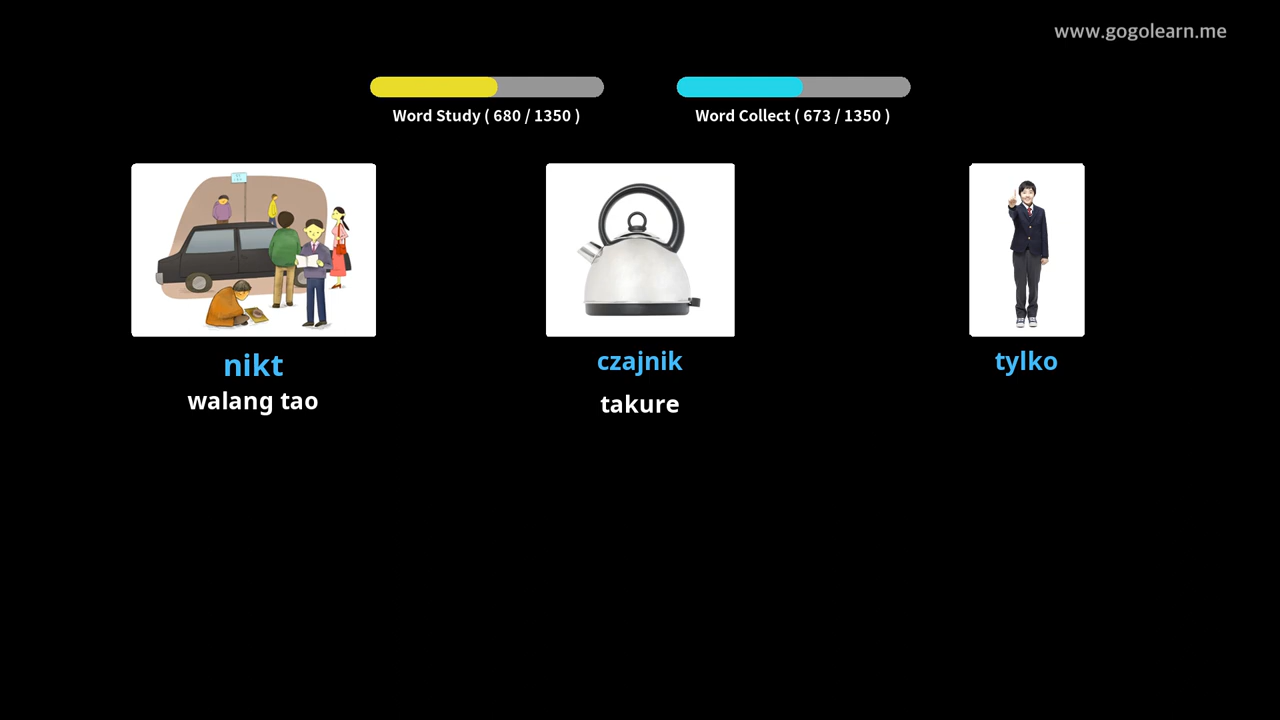 www.gogolearn.me
Word Study ( 680 / 1350 )
Word Collect ( 673 / 1350 )
nikt
walang tao
czajnik
takure
tylko